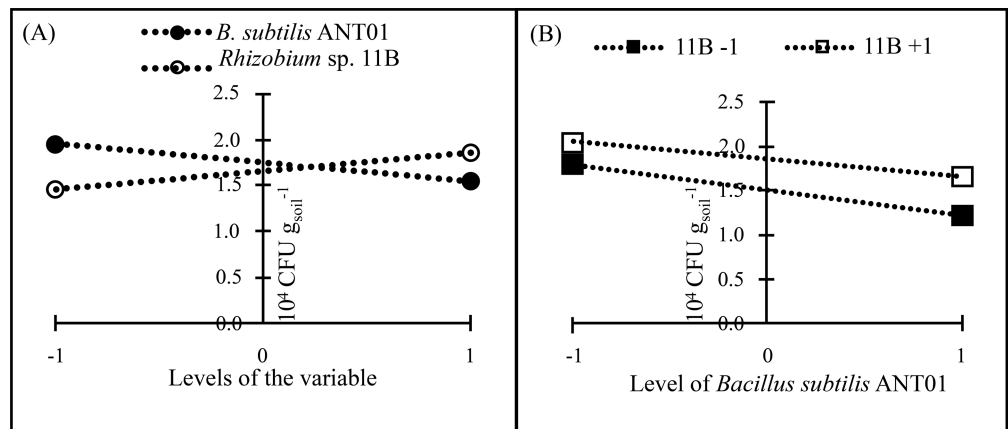 (A)
B. subtilis ANT01
Rhizobium sp. 11B
2.5
2.0
1.5
1.0
0.5
0.0
10⁴ CFU g_soil⁻¹
-1 0 1
Levels of the variable
(B)
11B -1 11B +1
2.5
2.0
1.5
1.0
0.5
0.0
10⁴ CFU g_soil⁻¹
-1 0 1
Level of Bacillus subtilis ANT01